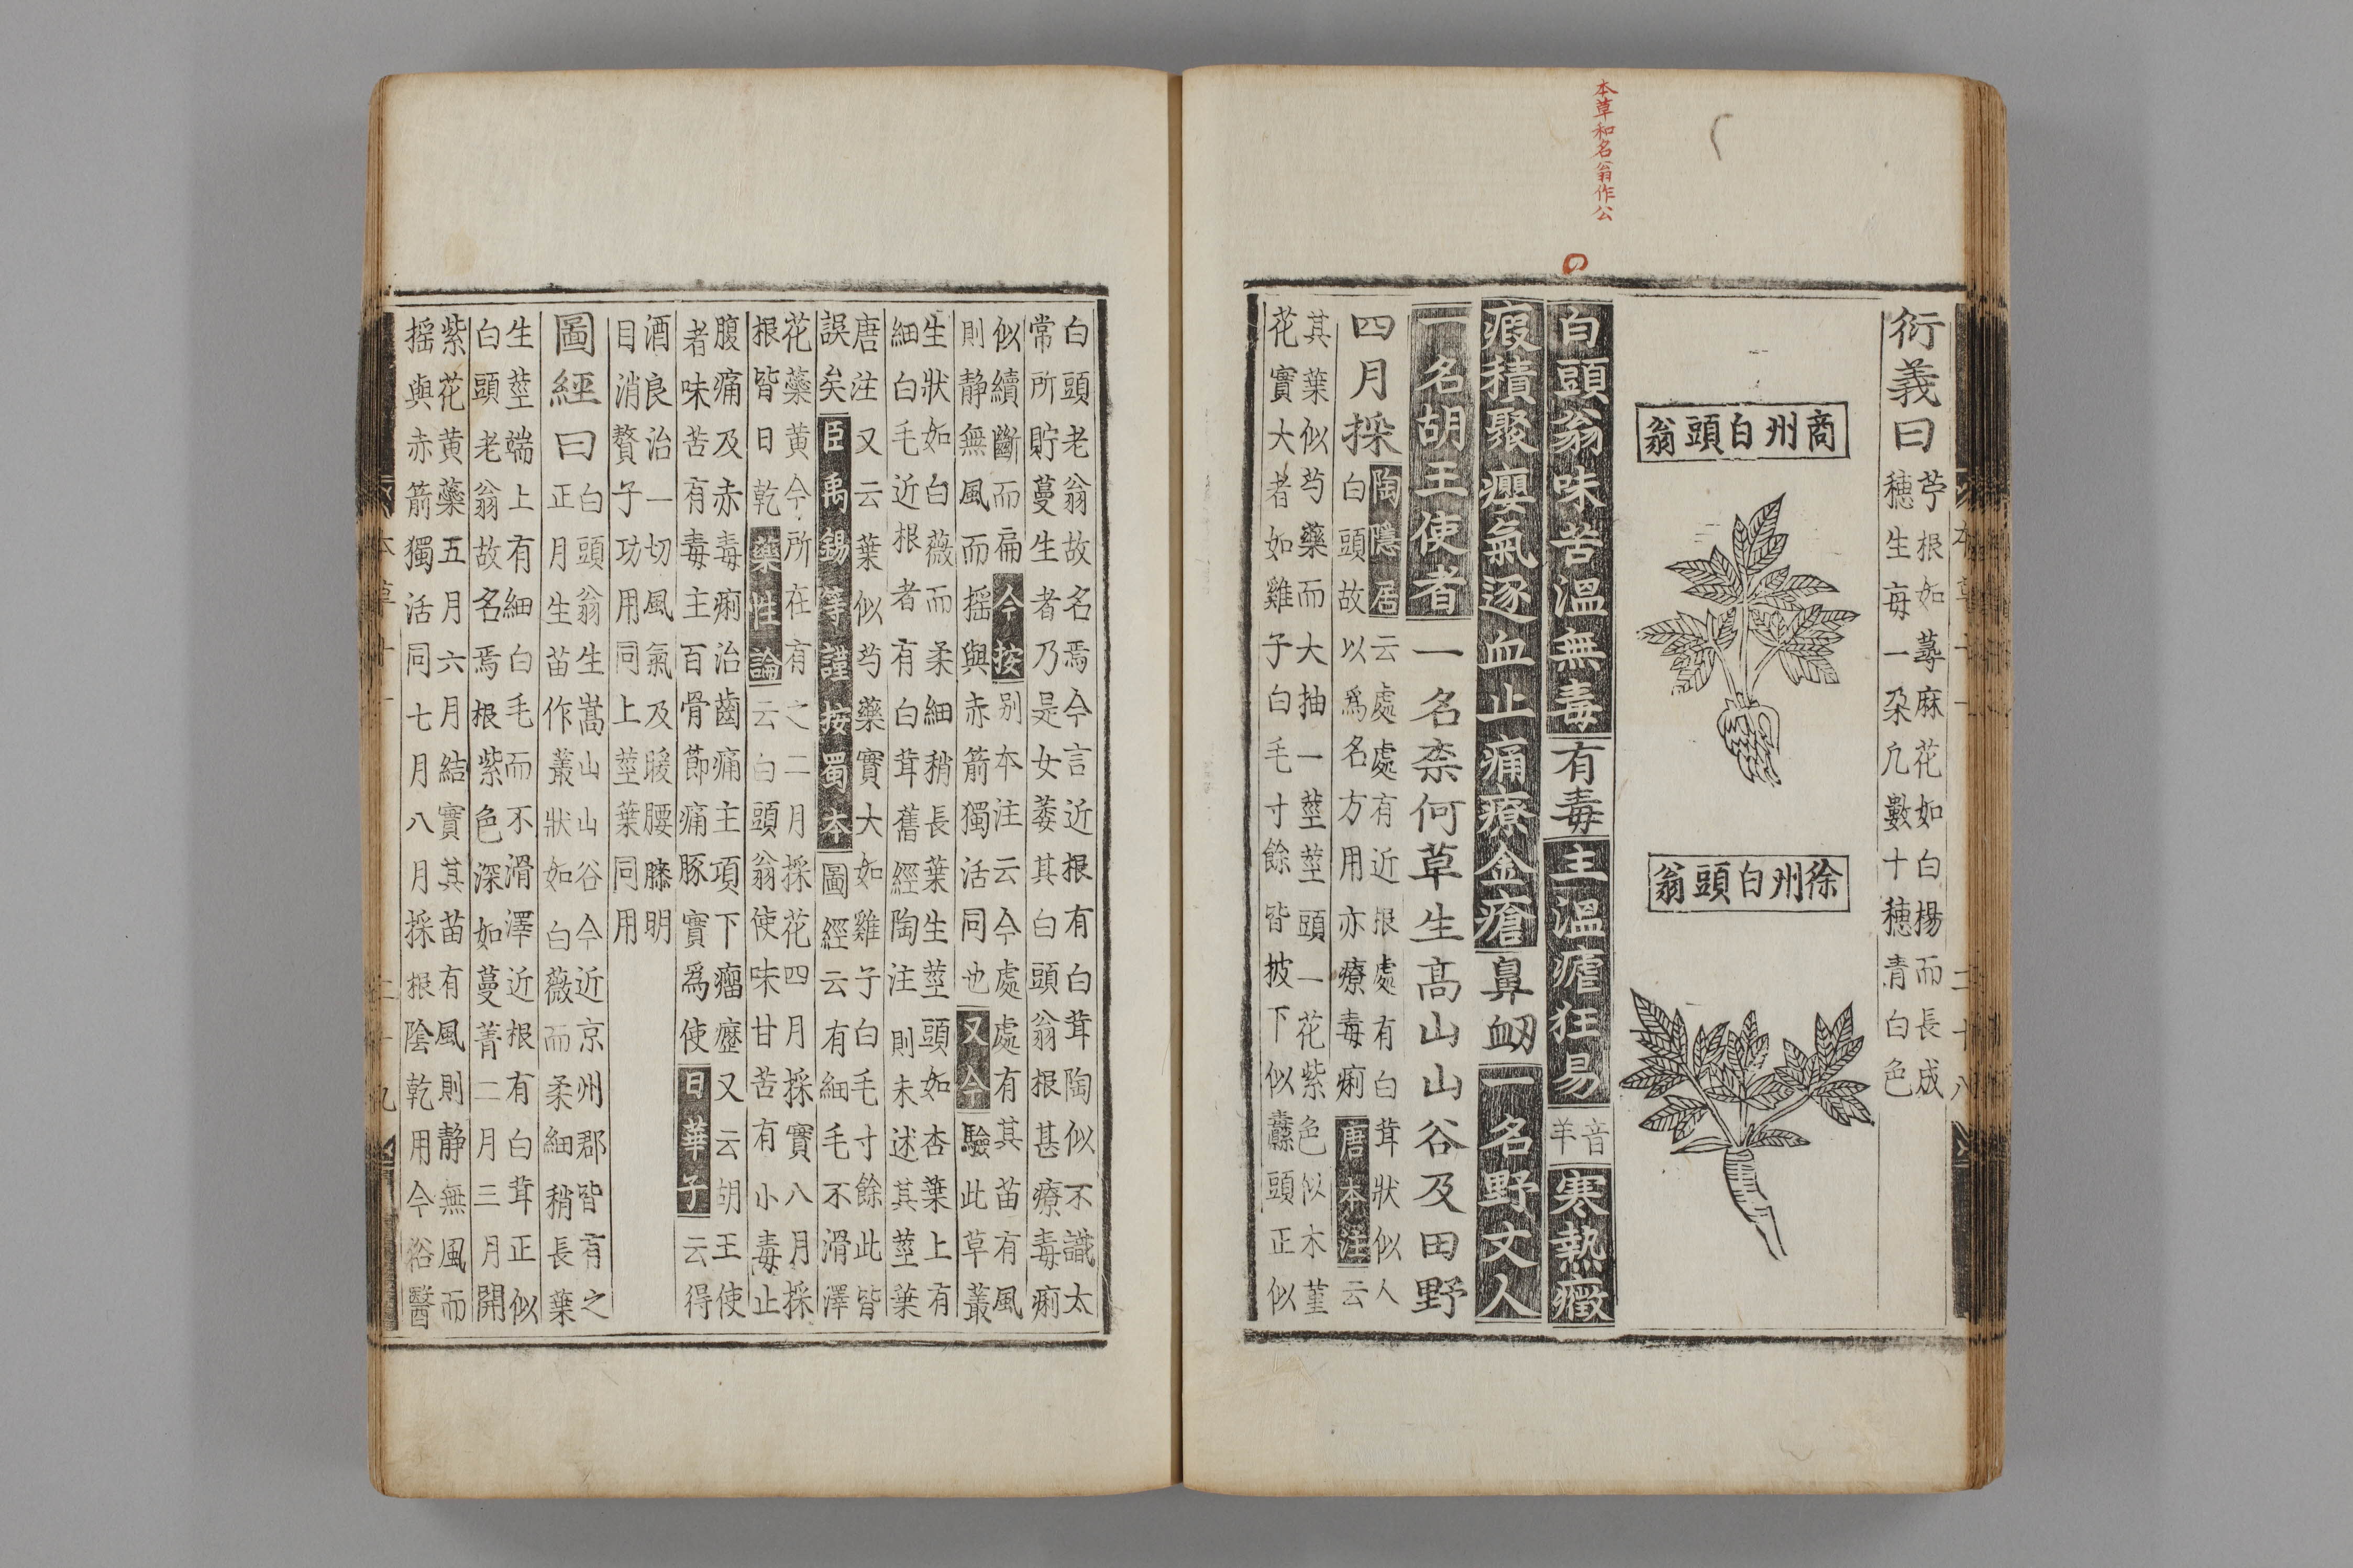 本草和名翁作公
衍義曰
苧根如蕁麻花如白楊而長成
穗生每一朶凢數十穗青白色
商州白頭翁
徐州白頭翁
白頭翁味苦溫無毒有毒主溫瘧狂昜
音
羊
寒熱癥
瘕積聚癭氣逐血止痛療金瘡鼻衂一名野丈人
一名胡王使者一名柰何草生髙山山谷及田野
四月採
陶隱居云處處有近根處有白茸狀似人
白頭故以爲名方用亦療毒痢唐本注云
其葉似芍藥而大抽一莖莖頭一花紫色似木堇
花實大者如雞子白毛寸餘皆披下似纛頭正似
白頭老翁故名焉今言近根有白茸陶似不識太
常所貯蔓生者乃是女萎其白頭翁根甚療毒痢
似續斷而扁今按别本注云今處處有其苗有風
則静無風而揺與赤箭獨活同也又今驗此草叢
生狀如白薇而柔細稍長葉生莖頭如杏葉上有
細白毛近根者有白茸舊經陶注則未述其莖葉
唐注又云葉似芍藥實大如雞子白毛寸餘此皆
誤矣臣禹錫等謹按蜀本圖經云有細毛不滑澤
花蘂黄今所在有之二月採花四月採實八月採
根皆日乾藥性論云白頭翁使味甘苦有小毒止
腹痛及赤毒痢治齒痛主項下瘤癧又云胡王使
者味苦有毒主百骨節痛豚實爲使日華子云得
酒良治一切風氣及暖腰膝明
目消贅子功用同上莖葉同用
圖經曰
白頭翁生嵩山山谷今近京州郡皆有之
正月生苗作叢狀如白薇而柔細稍長葉
生莖端上有細白毛而不滑澤近根有白茸正似
白頭老翁故名焉根紫色深如蔓菁二月三月開
紫花黄蘂五月六月結實其苗有風則静無風而
揺與赤箭獨活同七月八月採根陰乾用今俗醫